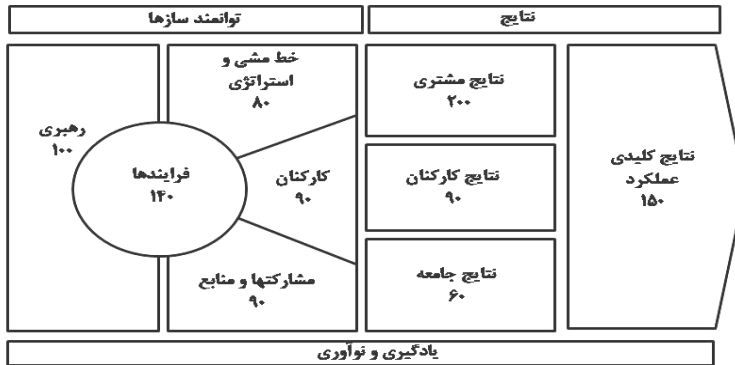 توانمند سازها
نتایج
رهبری
۱۰۰
خط مشی و
استراتژی
۸۰
فرایندها
۱۴۰
کارکنان
۹۰
مشارکتها و منابع
۹۰
نتایج مشتری
۲۰۰
نتایج کارکنان
۹۰
نتایج جامعه
۶۰
نتایج کلیدی
عملکرد
۱۵۰
یادگیری و نوآوری